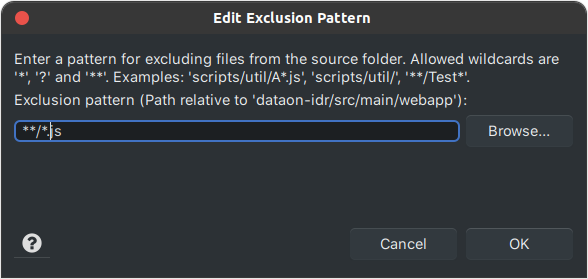 Edit Exclusion Pattern
Enter a pattern for excluding files from the source folder. Allowed wildcards are
'*', '?' and '**'. Examples: 'scripts/util/A*.js', 'scripts/util/', '**/Test*'.
Exclusion pattern (Path relative to 'dataon-idr/src/main/webapp'):
**/*.js
Browse...
?
Cancel
OK